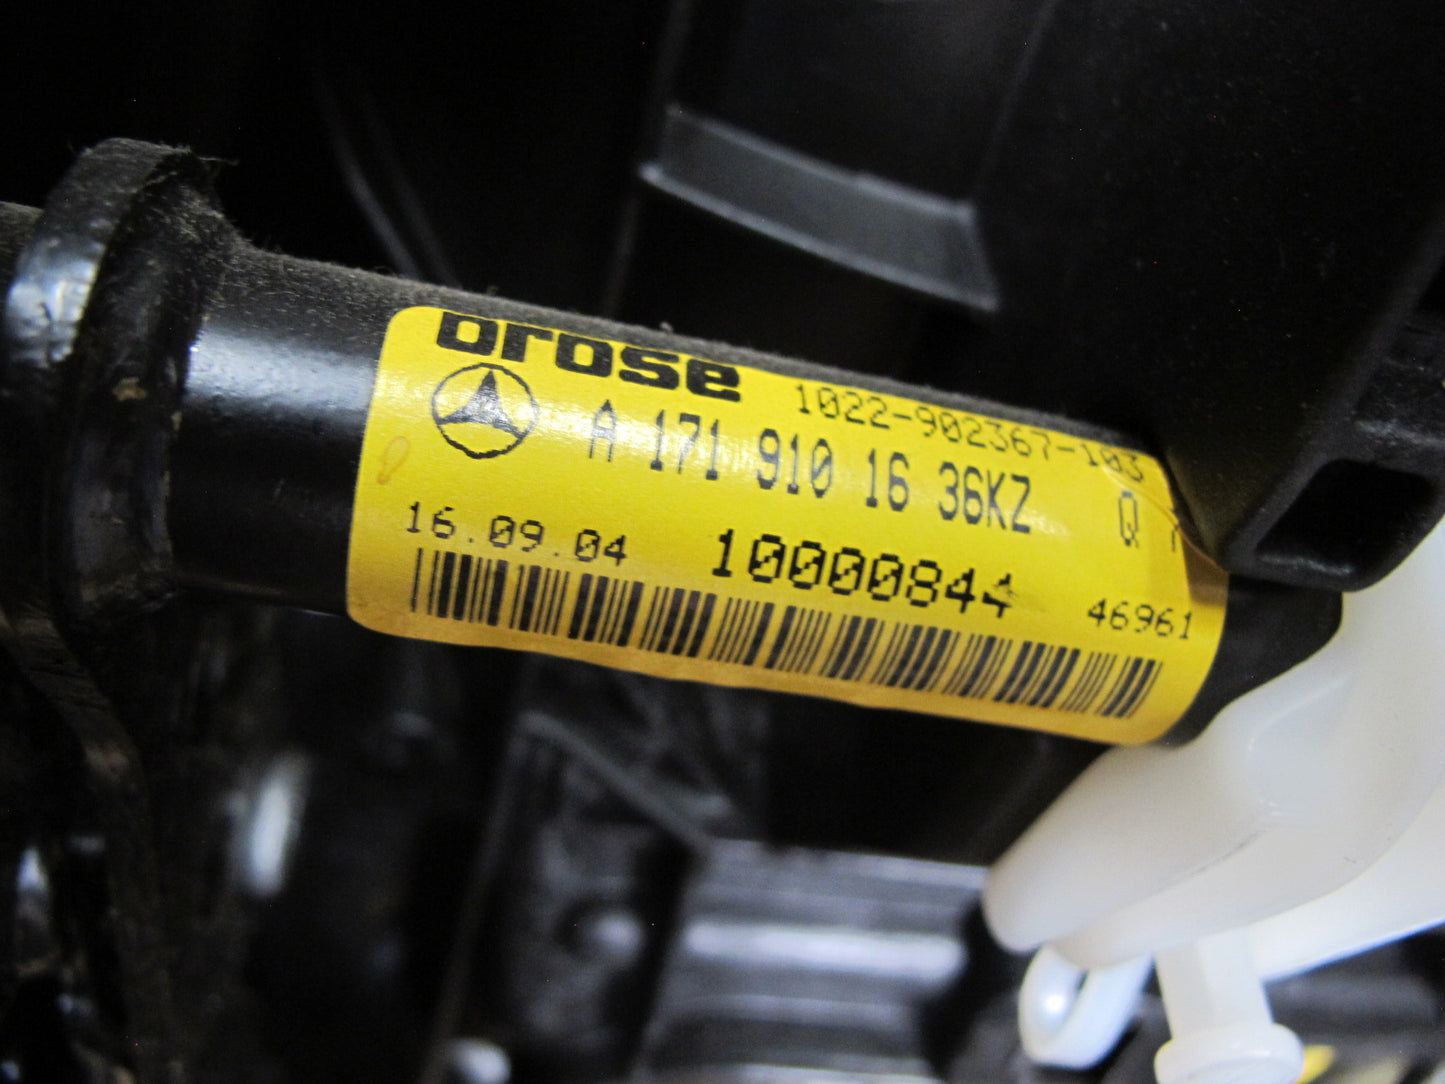 brose
1022-902367-103
A 171 910 16 36KZ Q
16.09.04 10000844 46961